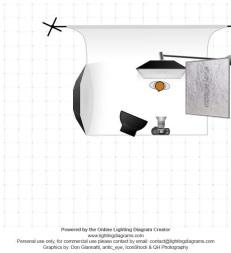 Powered by the Online Lighting Diagram Creator
www.lightingdiagrams.com
Personal use only, for commercial use please contact by email: contact@lightingdiagrams.com
Graphics by: Don Giannatti, antic_eye, IconShock & QH Photography